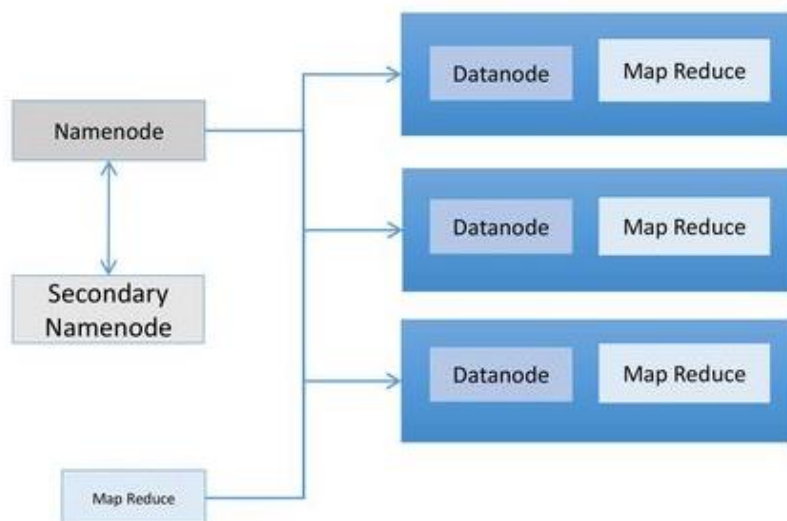 Namenode
Secondary
Namenode
Map Reduce
Datanode
Map Reduce
Datanode
Map Reduce
Datanode
Map Reduce